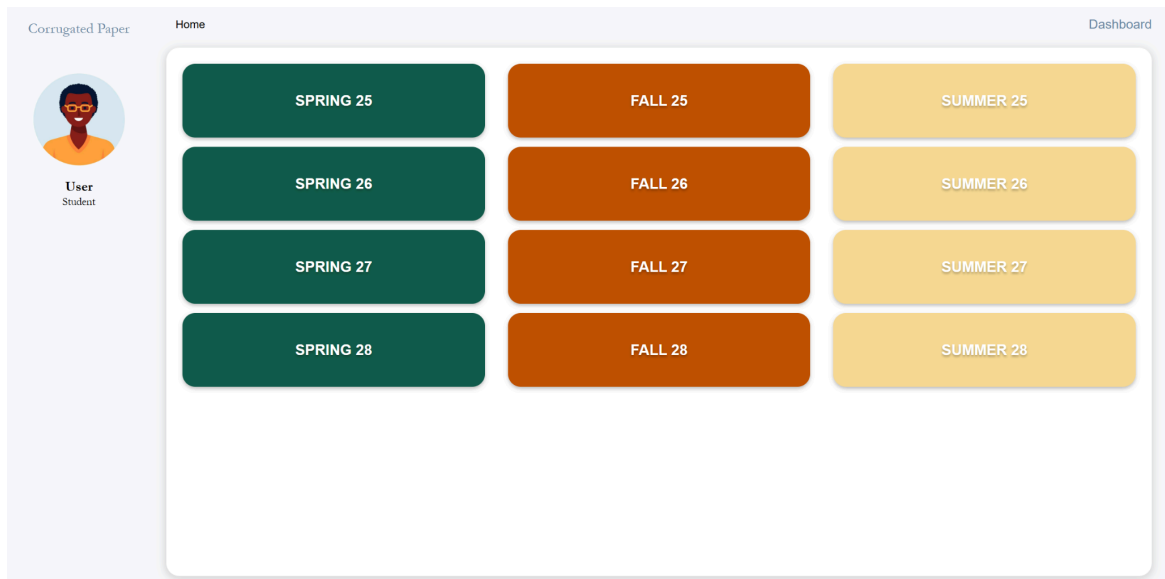 Corrugated Paper
Home
Dashboard
User
Student
SPRING 25
FALL 25
SUMMER 25
SPRING 26
FALL 26
SUMMER 26
SPRING 27
FALL 27
SUMMER 27
SPRING 28
FALL 28
SUMMER 28